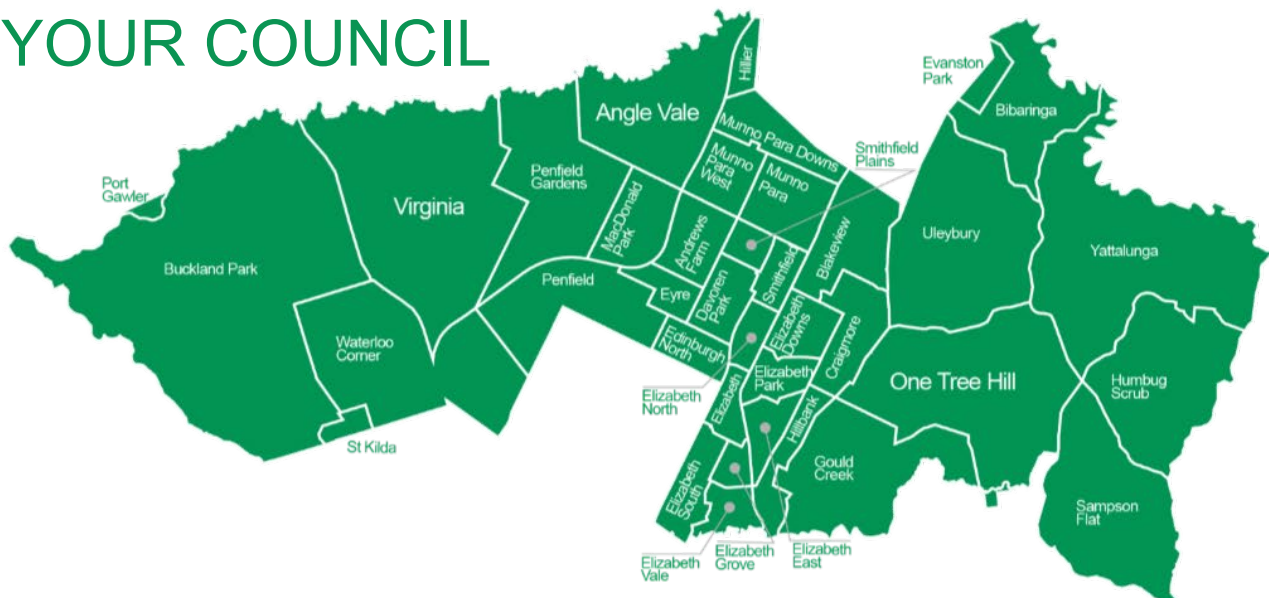 YOUR COUNCIL
Hillier
Evanston
Park
Bibaringa
Angle Vale
Munno Para Downs
Smithfield
Plains
Munno
Para
West
Munno
Para
Port
Gawler
Penfield
Gardens
Virginia
MacDonald
Park
Andrews
Farm
Blakeview
Uleybury
Yattalunga
Buckland Park
Penfield
Eyre
Davoren
Park
Smithfield
Elizabeth
Downs
Waterloo
Corner
Edinburgh
North
Craigmore
Elizabeth
Park
One Tree Hill
Humbug
Scrub
Elizabeth
North
Elizabeth
Hillbank
St Kilda
Gould
Creek
Elizabeth
South
Sampson
Flat
Elizabeth
Vale
Elizabeth
Grove
Elizabeth
East